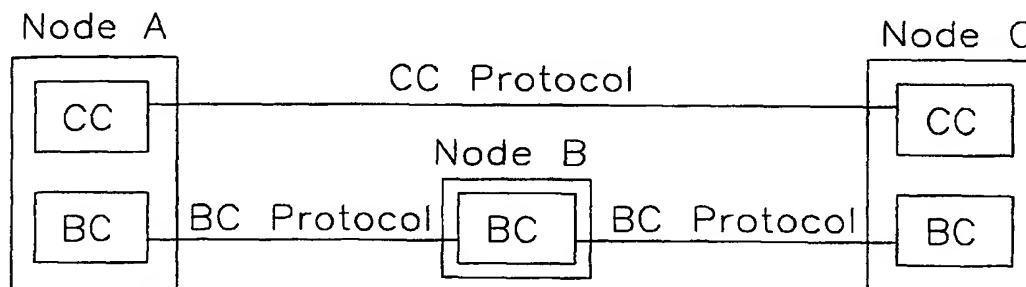 Node A
Node C
CC Protocol
CC
CC
Node B
BC
BC Protocol
BC
BC Protocol
BC